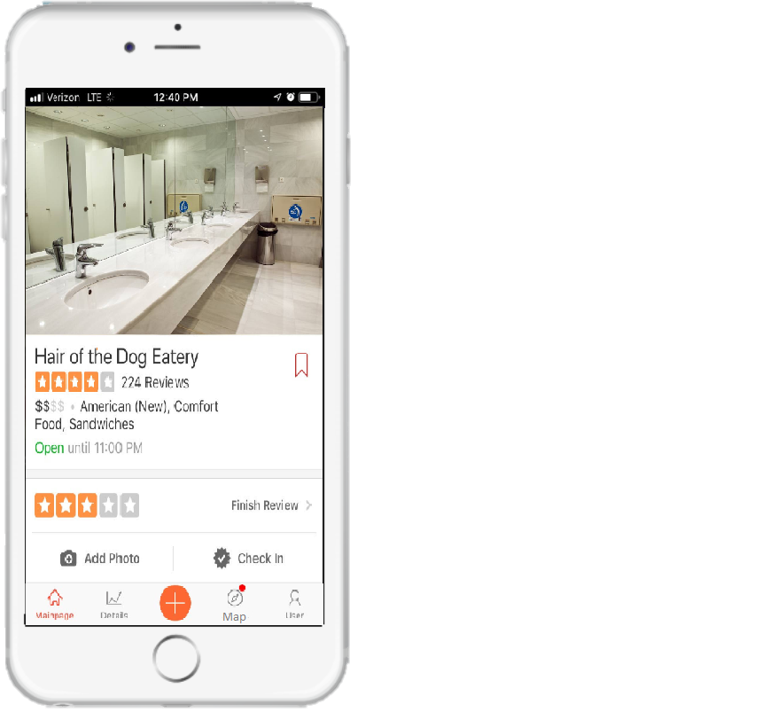 Verizon LTE 12:40 PM
Hair of the Dog Eatery
224 Reviews
$$$$ • American (New), Comfort
Food, Sandwiches
Open until 11:00 PM
Finish Review
Add Photo
Check In
Mainpage Details Map User